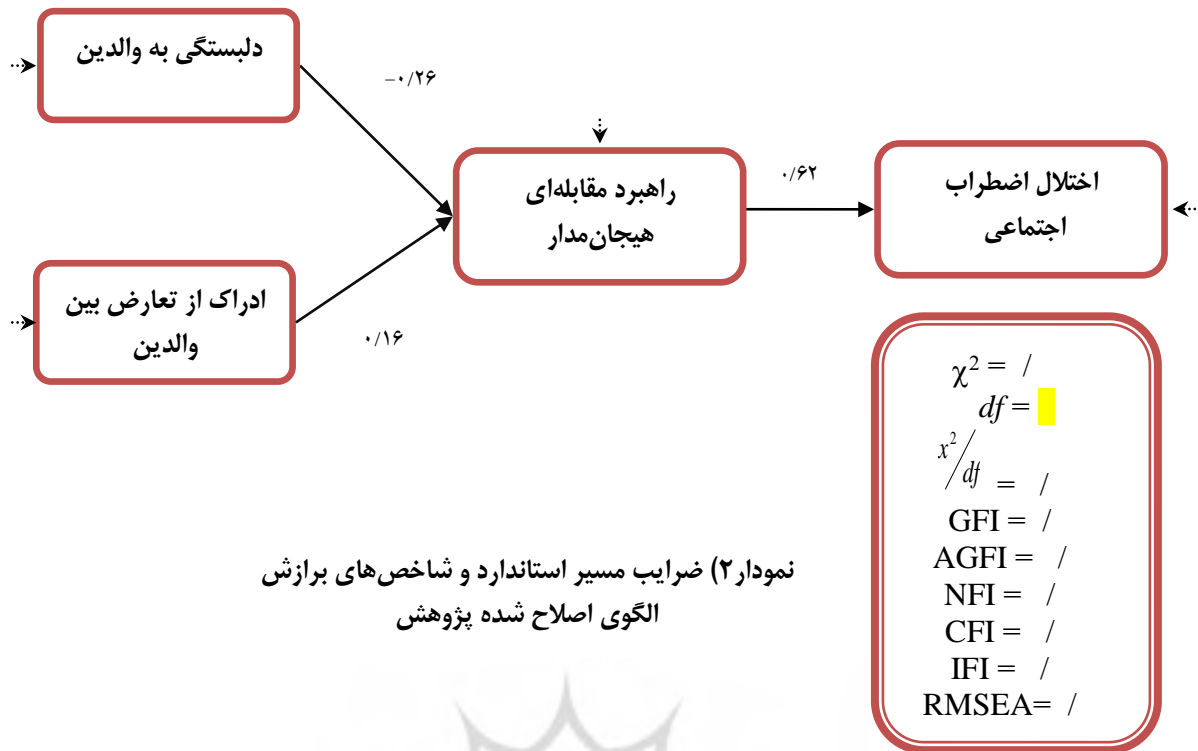 دلبستگی به والدین
-۰/۲۶
راهبرد مقابله‌ای
هیجان‌مدار
۰/۶۲
اختلال اضطراب
اجتماعی
ادراک از تعارض بین
والدین
۰/۱۶
χ² = /
df =
x²/df = /
GFI = /
AGFI = /
NFI = /
CFI = /
IFI = /
RMSEA= /
نمودار۲) ضرایب مسیر استاندارد و شاخص‌های برازش
الگوی اصلاح شده پژوهش